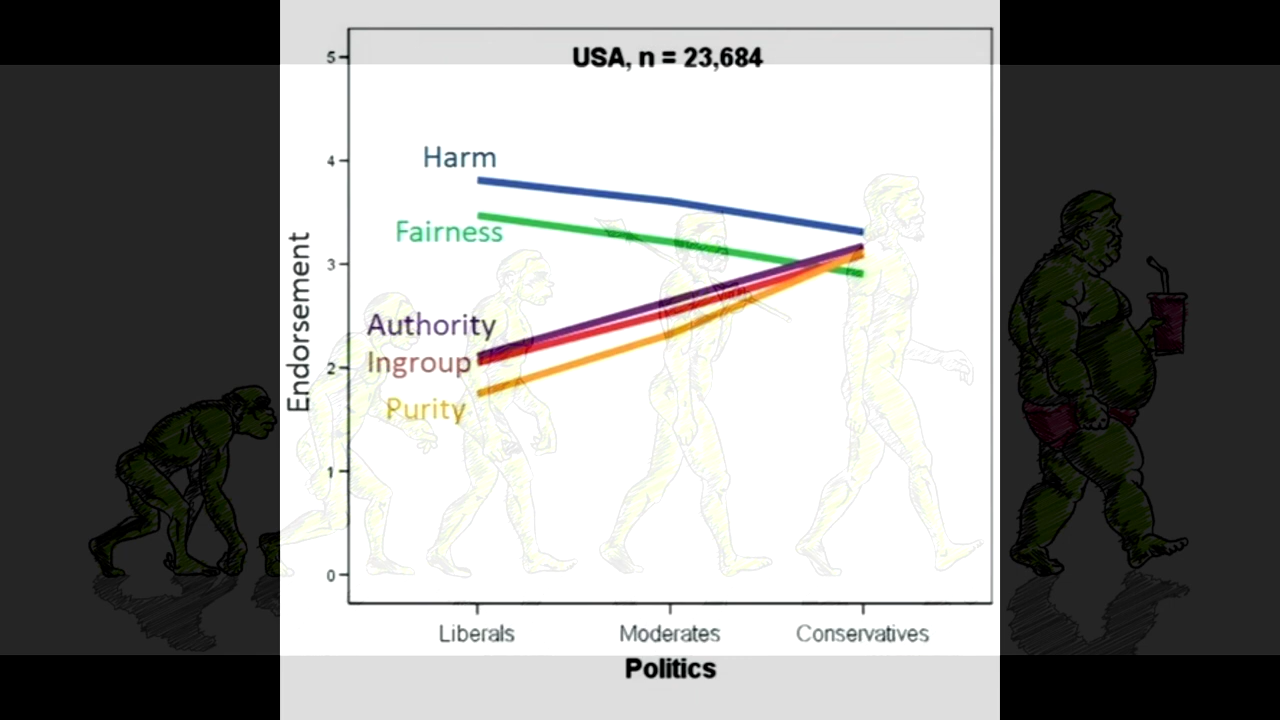 USA, n = 23,684
5
4
3
2
1
0
Endorsement
Harm
Fairness
Authority
Ingroup
Purity
Liberals Moderates Conservatives
Politics